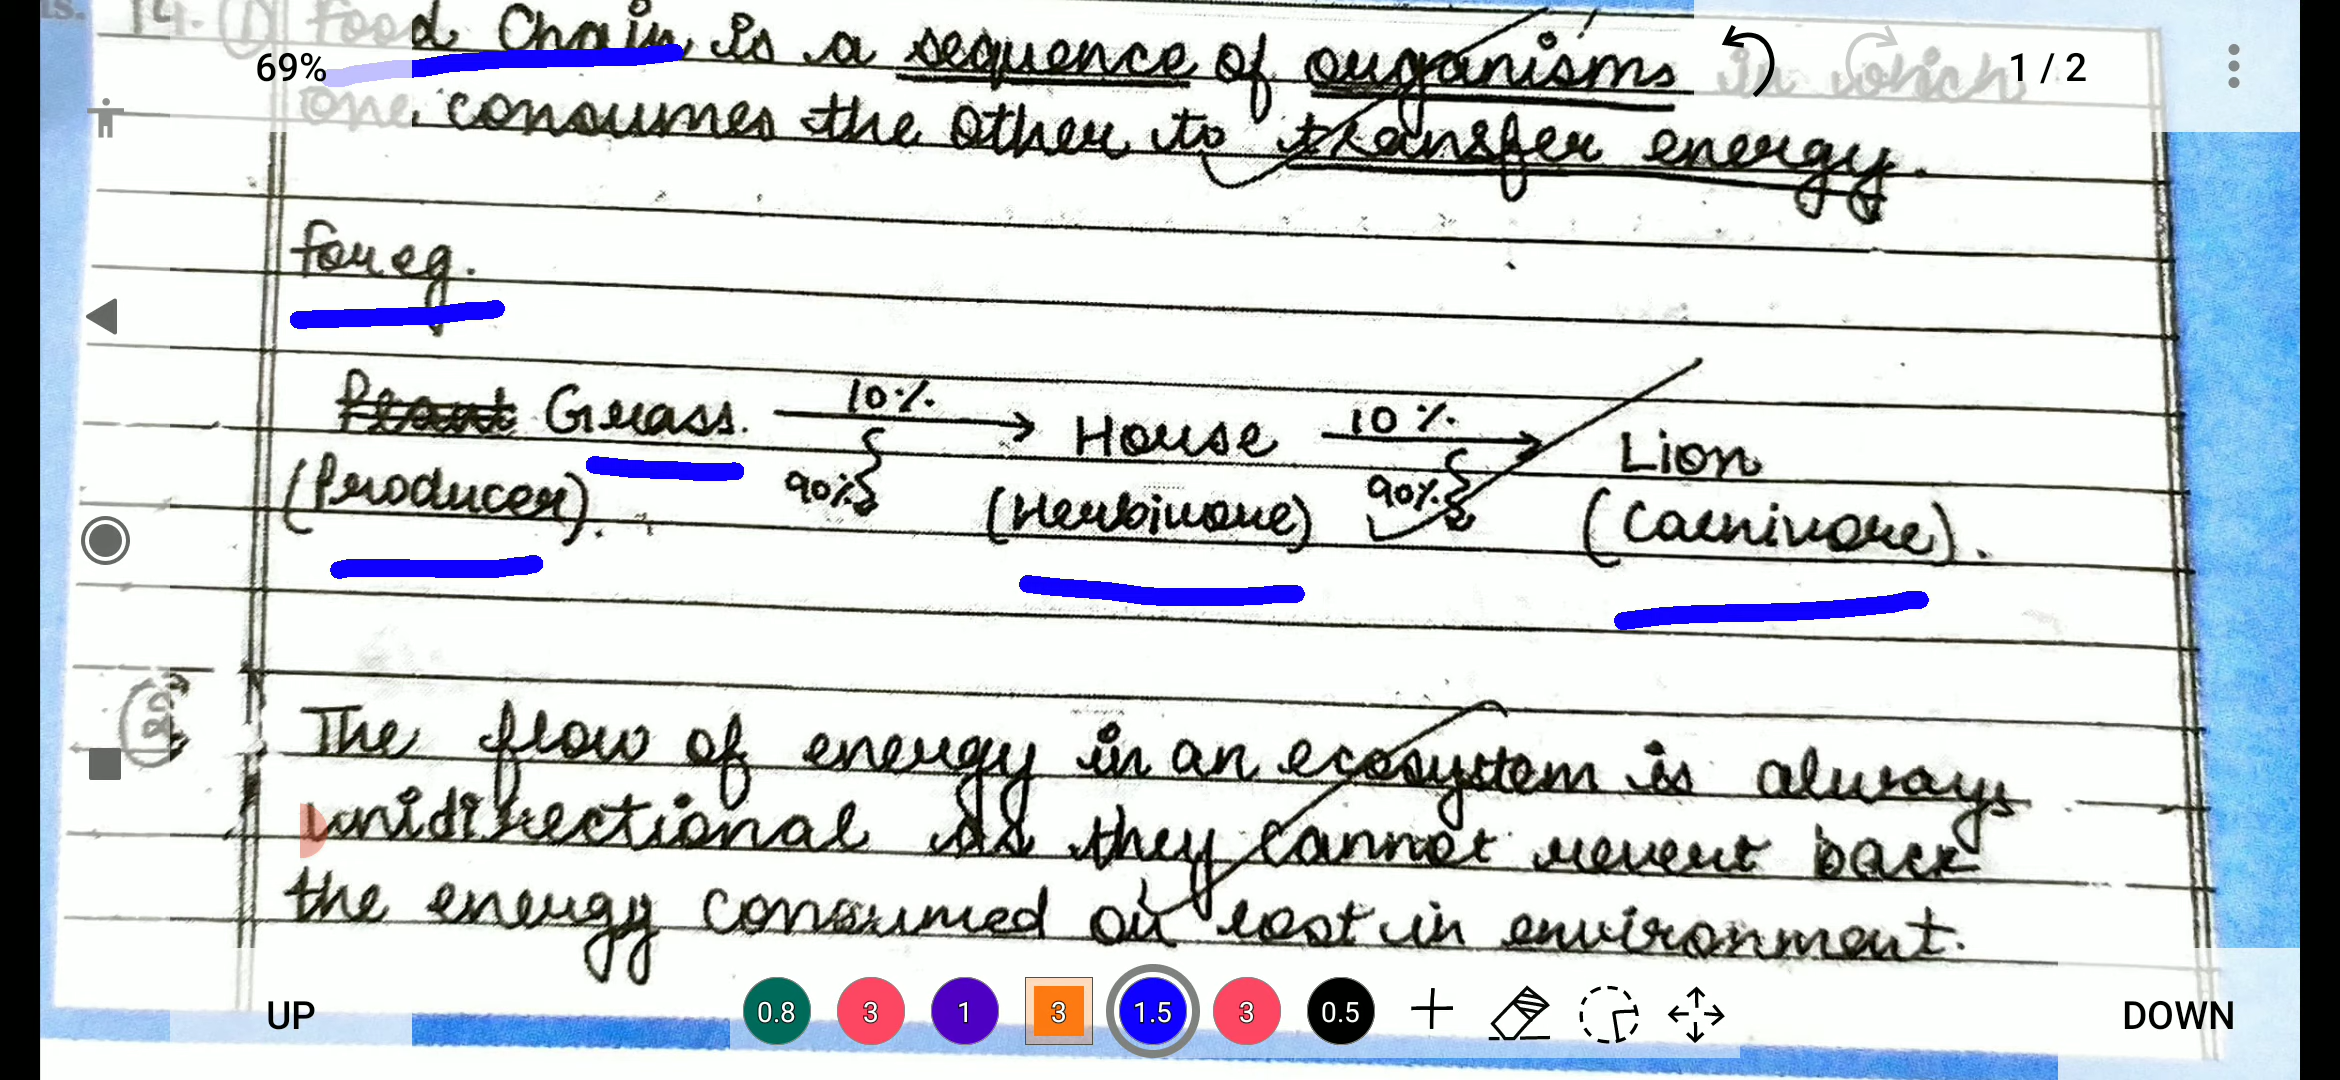 14. (i) Food Chain is a sequence of organisms in which
one consumes the other to transfer energy.
for eg.
Grass. 10% → House 10% → Lion
90% 90%
(Producer). (Herbivore) (Carnivore).
The flow of energy in an ecosystem is always
unidirectional as they cannot revert back
the energy consumed or lost in environment.
69%
1 / 2
UP
0.8
3
1
3
1.5
3
0.5
DOWN